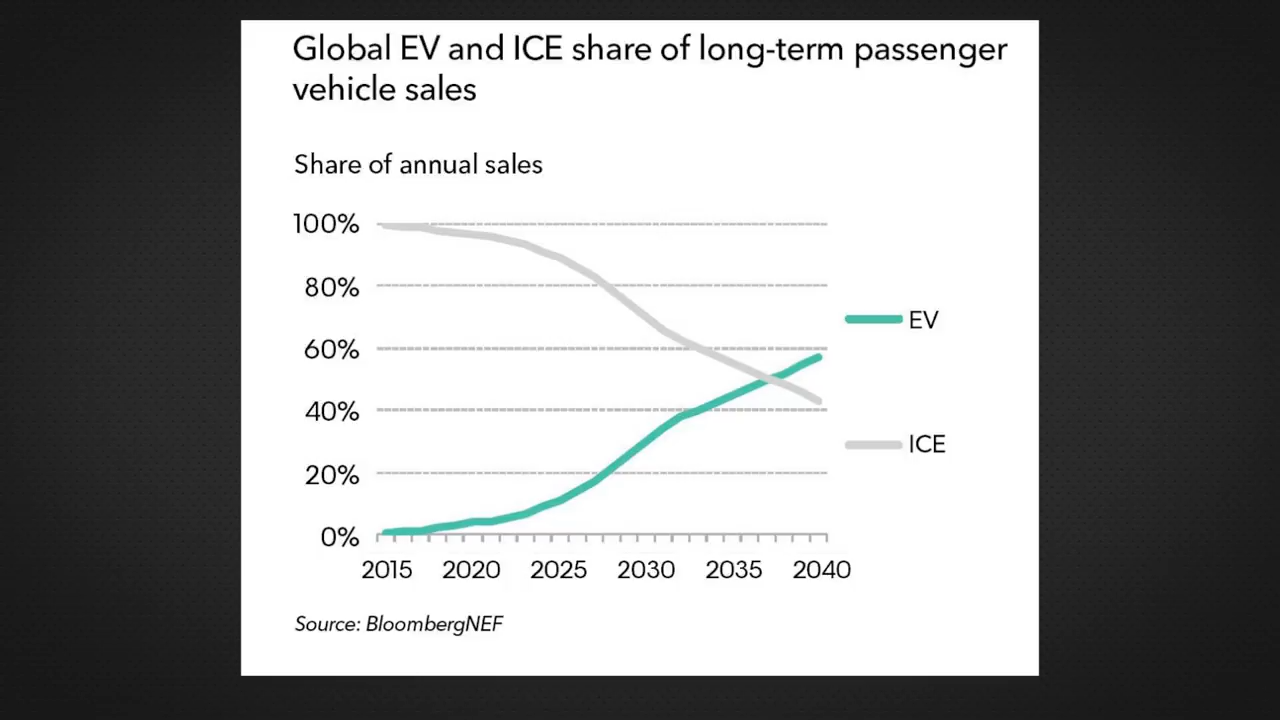 Global EV and ICE share of long-term passenger
vehicle sales
Share of annual sales
100%
80%
60%
40%
20%
0%
2015 2020 2025 2030 2035 2040
EV
ICE
Source: BloombergNEF